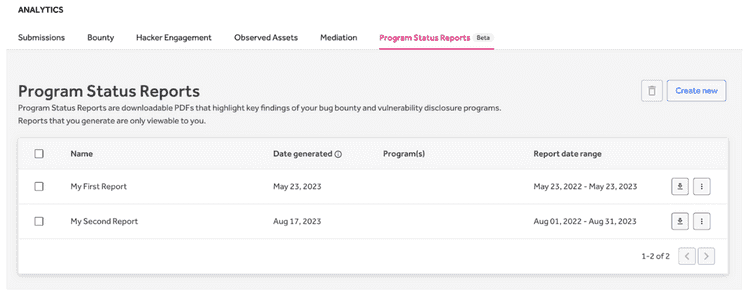 ANALYTICS
Submissions Bounty Hacker Engagement Observed Assets Mediation Program Status Reports Beta
Program Status Reports
Create new
Program Status Reports are downloadable PDFs that highlight key findings of your bug bounty and vulnerability disclosure programs.
Reports that you generate are only viewable to you.
Name Date generated Program(s) Report date range
My First Report May 23, 2023 May 23, 2022 - May 23, 2023
My Second Report Aug 17, 2023 Aug 01, 2022 - Aug 31, 2023
1-2 of 2